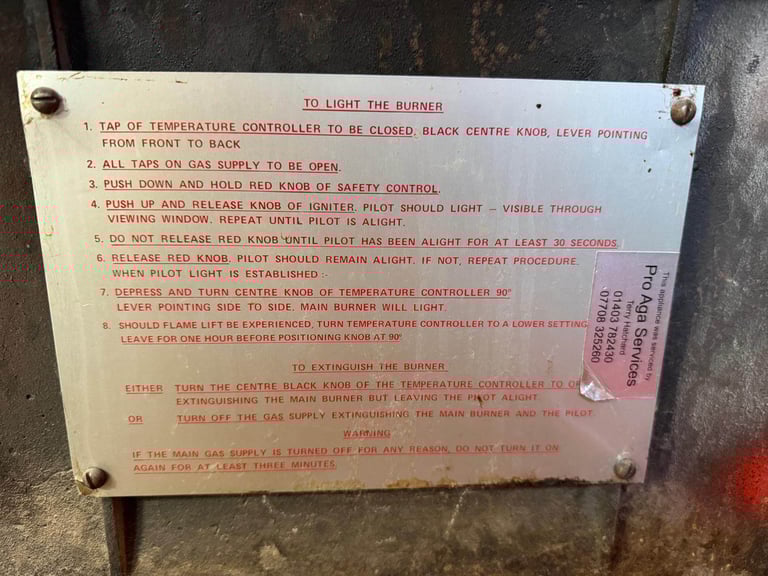 TO LIGHT THE BURNER
1. TAP OF TEMPERATURE CONTROLLER TO BE CLOSED. BLACK CENTRE KNOB, LEVER POINTING
FROM FRONT TO BACK
2. ALL TAPS ON GAS SUPPLY TO BE OPEN.
3. PUSH DOWN AND HOLD RED KNOB OF SAFETY CONTROL.
4. PUSH UP AND RELEASE KNOB OF IGNITER. PILOT SHOULD LIGHT – VISIBLE THROUGH
VIEWING WINDOW. REPEAT UNTIL PILOT IS ALIGHT.
5. DO NOT RELEASE RED KNOB UNTIL PILOT HAS BEEN ALIGHT FOR AT LEAST 30 SECONDS.
6. RELEASE RED KNOB. PILOT SHOULD REMAIN ALIGHT. IF NOT, REPEAT PROCEDURE.
WHEN PILOT LIGHT IS ESTABLISHED :-
7. DEPRESS AND TURN CENTRE KNOB OF TEMPERATURE CONTROLLER 90°
LEVER POINTING SIDE TO SIDE. MAIN BURNER WILL LIGHT.
8. SHOULD FLAME LIFT BE EXPERIENCED, TURN TEMPERATURE CONTROLLER TO A LOWER SETTING,
LEAVE FOR ONE HOUR BEFORE POSITIONING KNOB AT 90°
TO EXTINGUISH THE BURNER
EITHER TURN THE CENTRE BLACK KNOB OF THE TEMPERATURE CONTROLLER TO
EXTINGUISHING THE MAIN BURNER BUT LEAVING THE PILOT ALIGHT
OR TURN OFF THE GAS SUPPLY EXTINGUISHING THE MAIN BURNER AND THE PILOT.
WARNING
IF THE MAIN GAS SUPPLY IS TURNED OFF FOR ANY REASON, DO NOT TURN IT ON
AGAIN FOR AT LEAST THREE MINUTES.
This appliance was serviced by
Pro Aga Services
Terry Hatchard
01403 782430
07708 325260